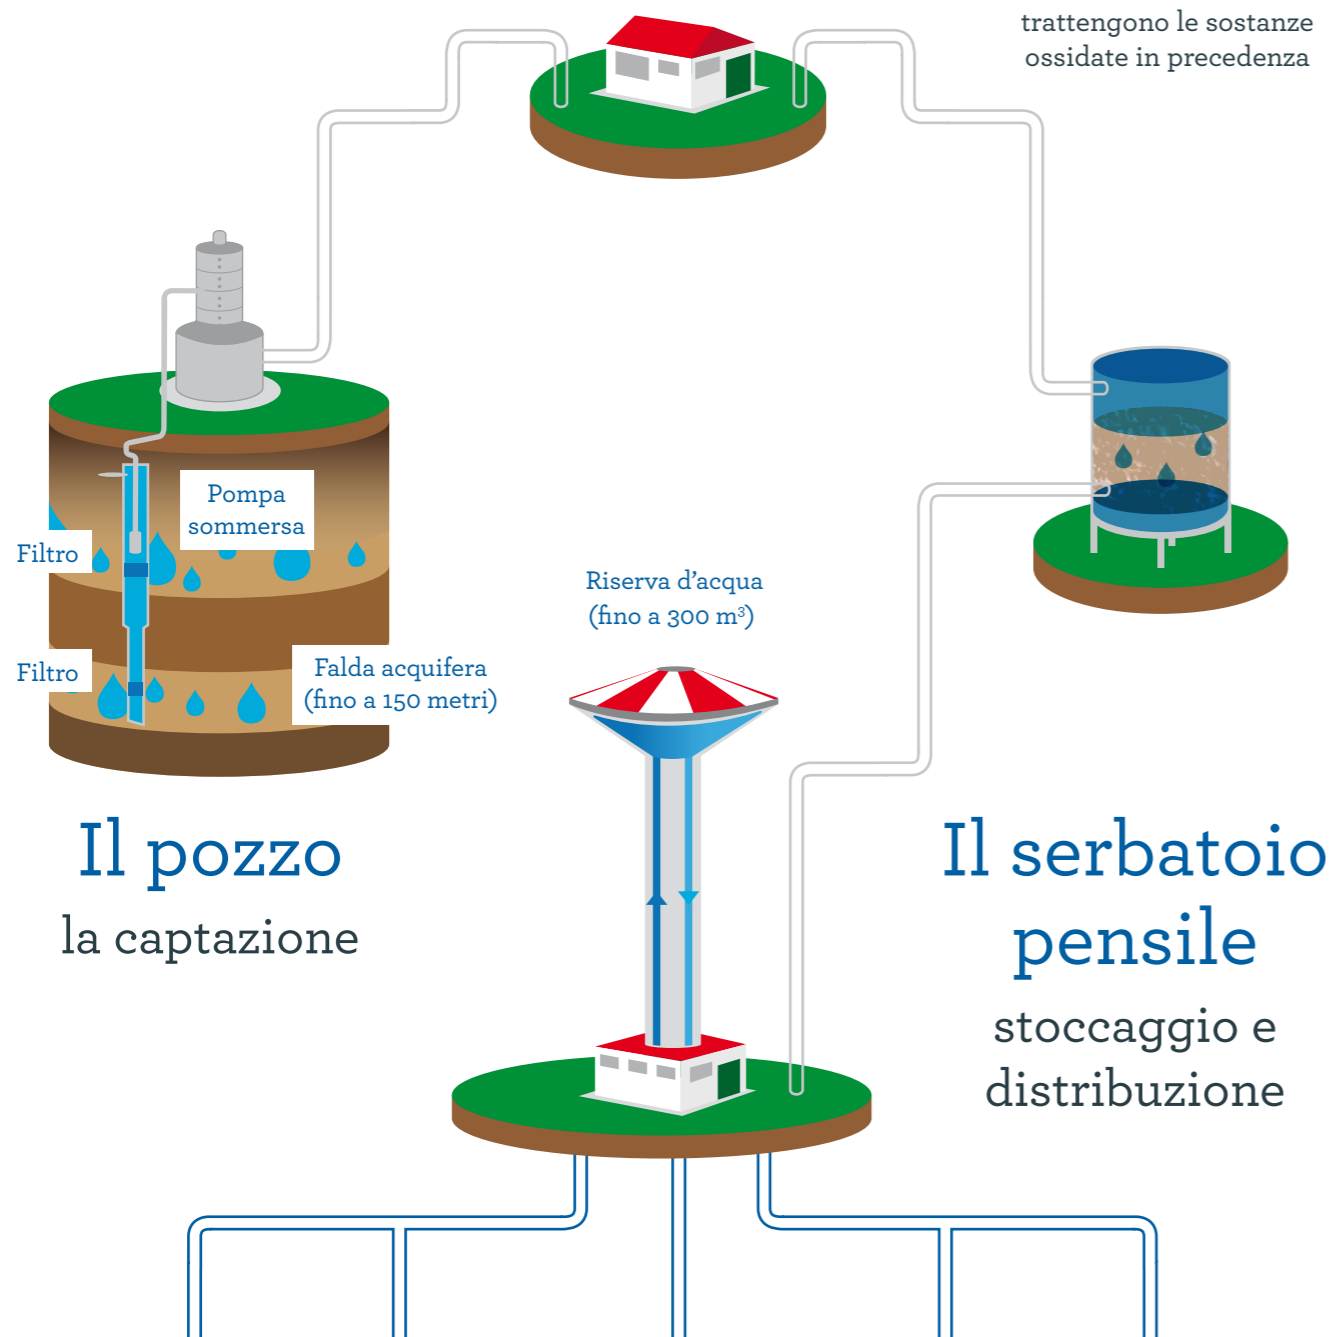 trattengono le sostanze
ossidate in precedenza
Pompa
sommersa
Filtro
Filtro
Falda acquifera
(fino a 150 metri)
Riserva d’acqua
(fino a 300 m³)
Il pozzo
la captazione
Il serbatoio
pensile
stoccaggio e
distribuzione